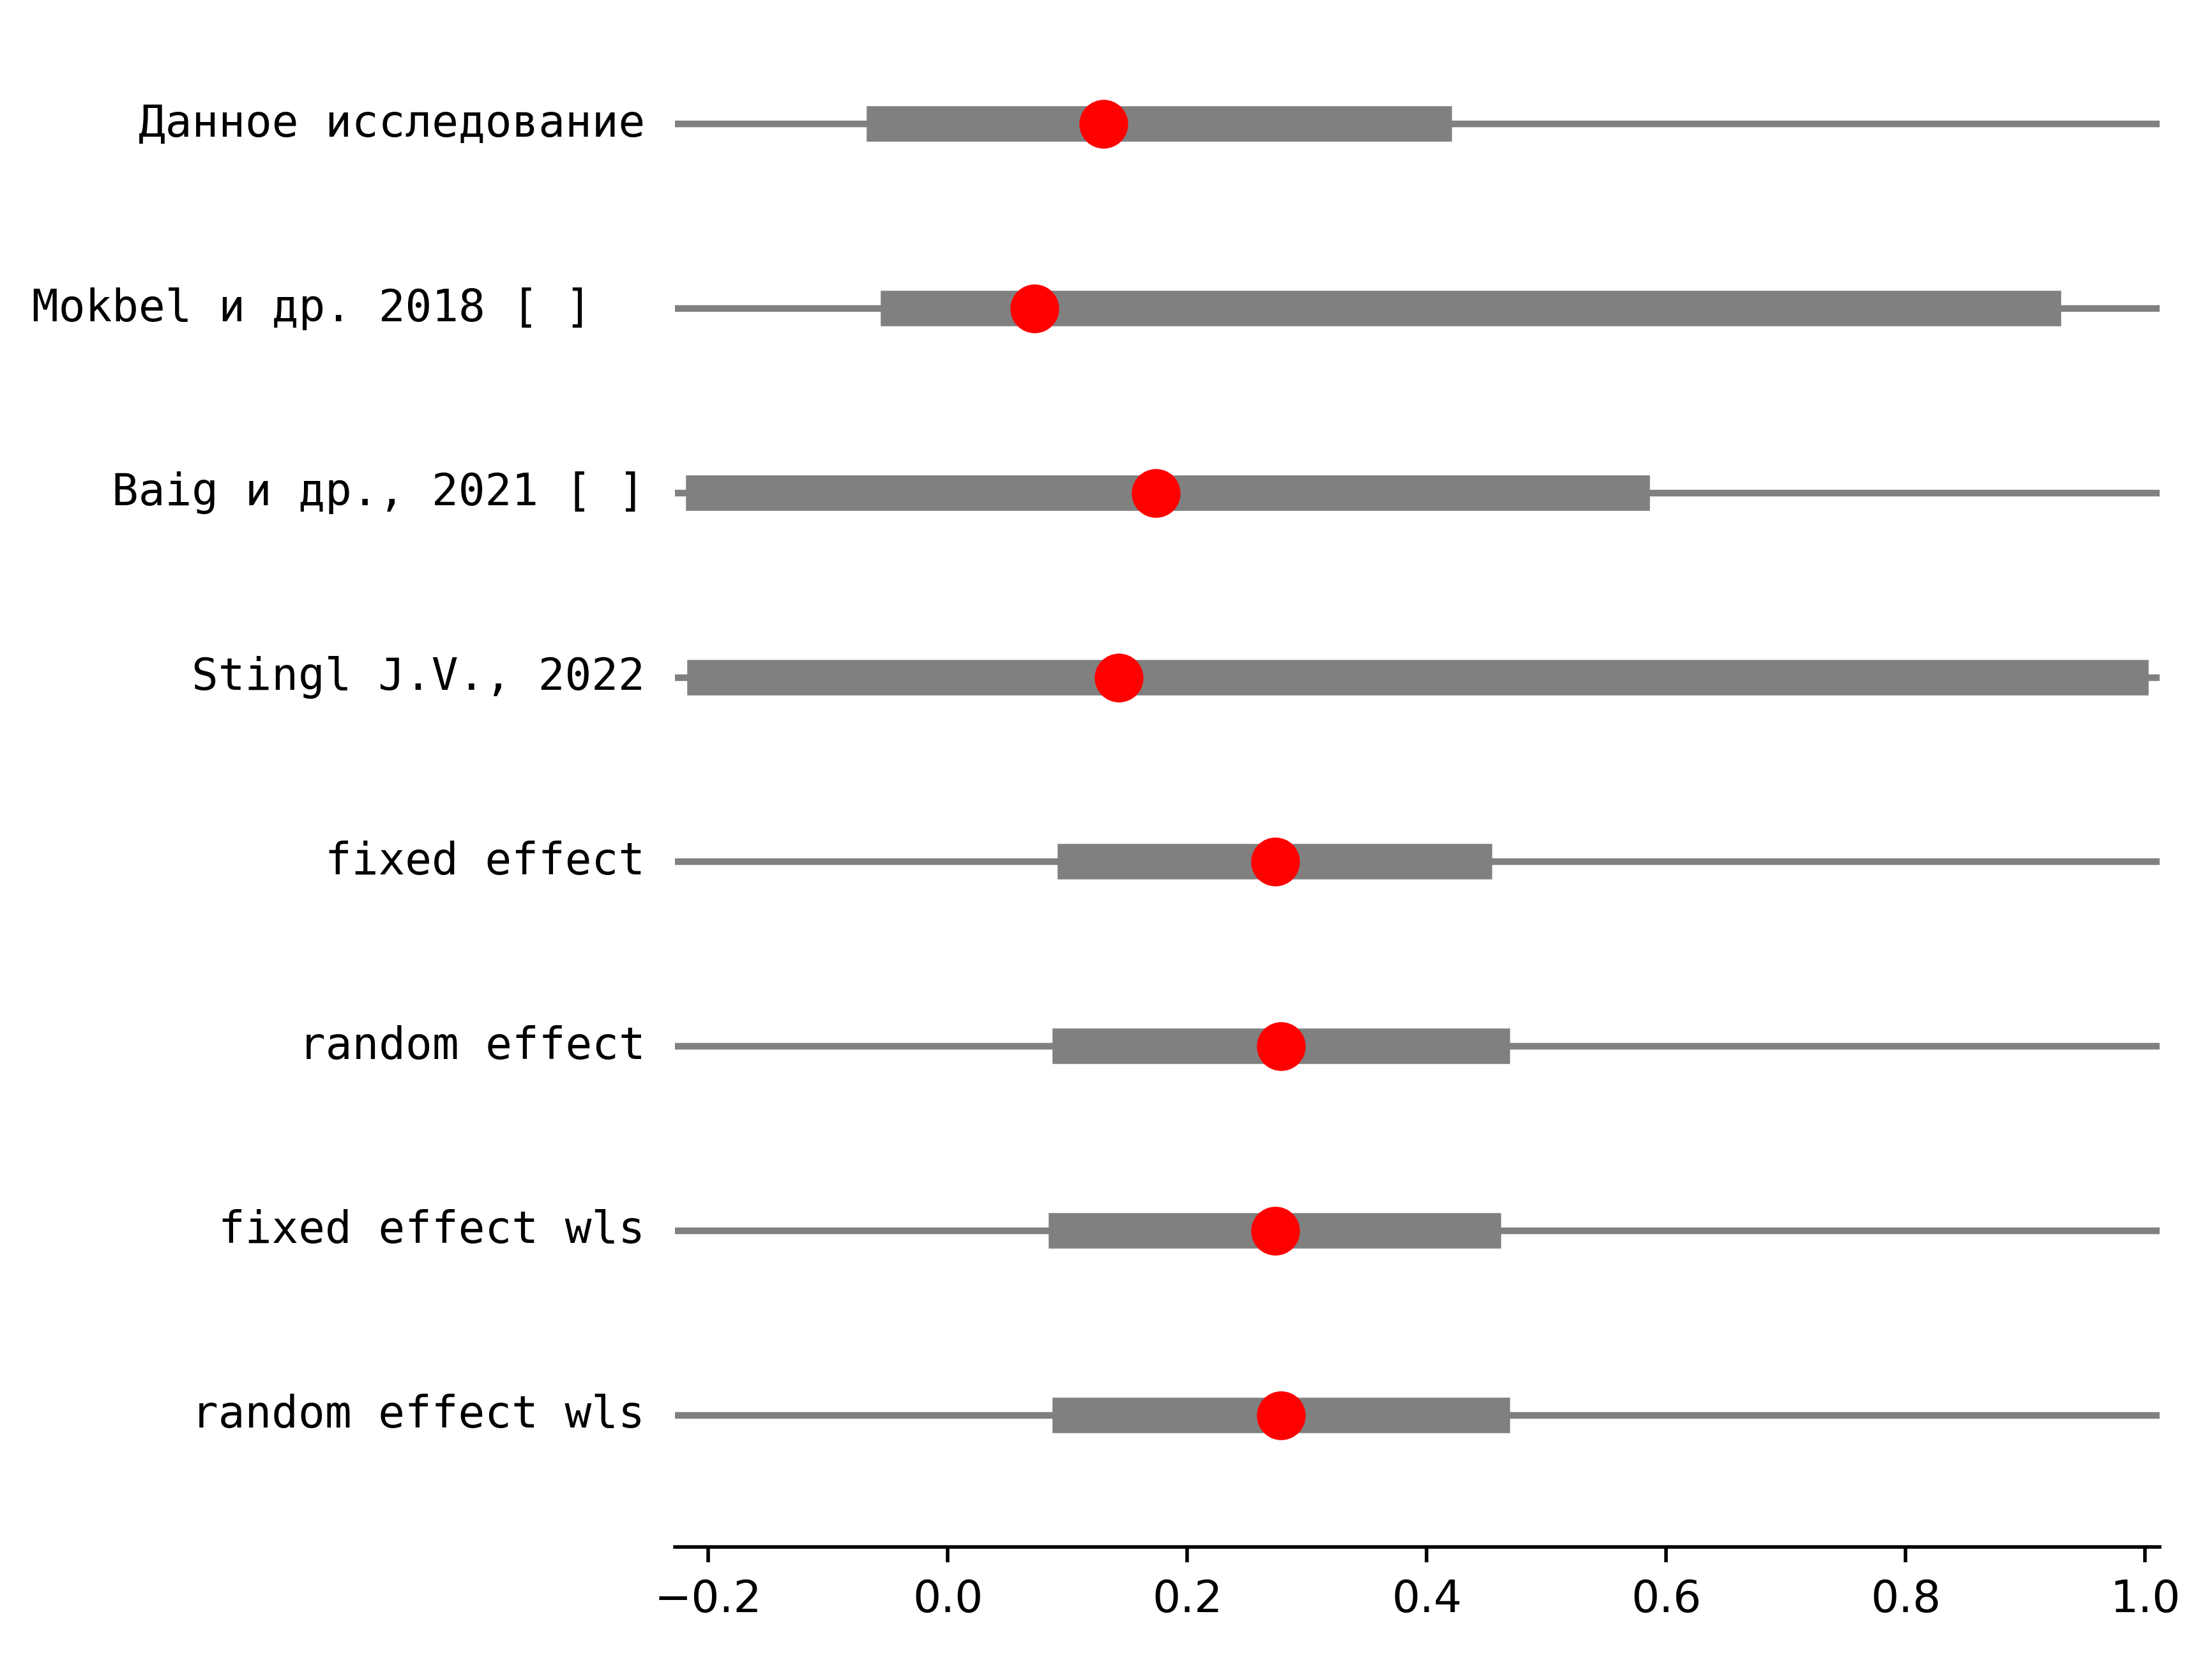 Данное исследование
Mokbel и др. 2018 [ ]
Baig и др., 2021 [ ]
Stingl J.V., 2022
fixed effect
random effect
fixed effect wls
random effect wls
−0.2 0.0 0.2 0.4 0.6 0.8 1.0